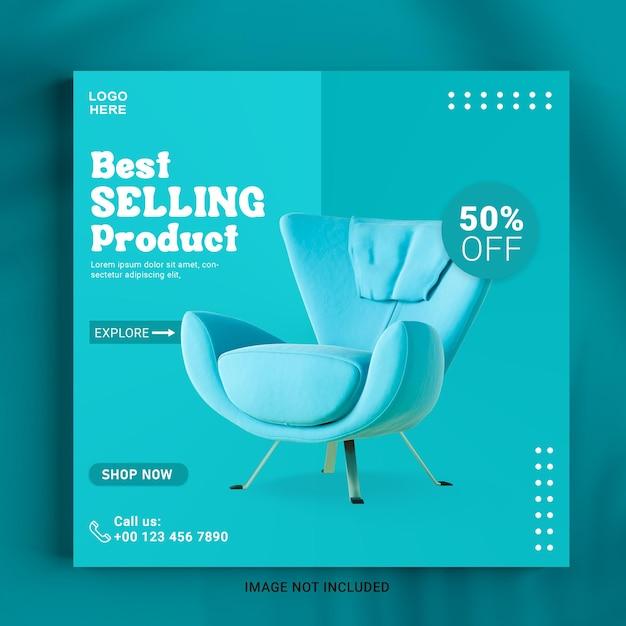 LOGO
HERE
Best
SELLING
Product
Lorem ipsum dolor sit amet, con-
sectetur adipiscing elit,
50%
OFF
EXPLORE
SHOP NOW
Call us:
+00 123 456 7890
IMAGE NOT INCLUDED